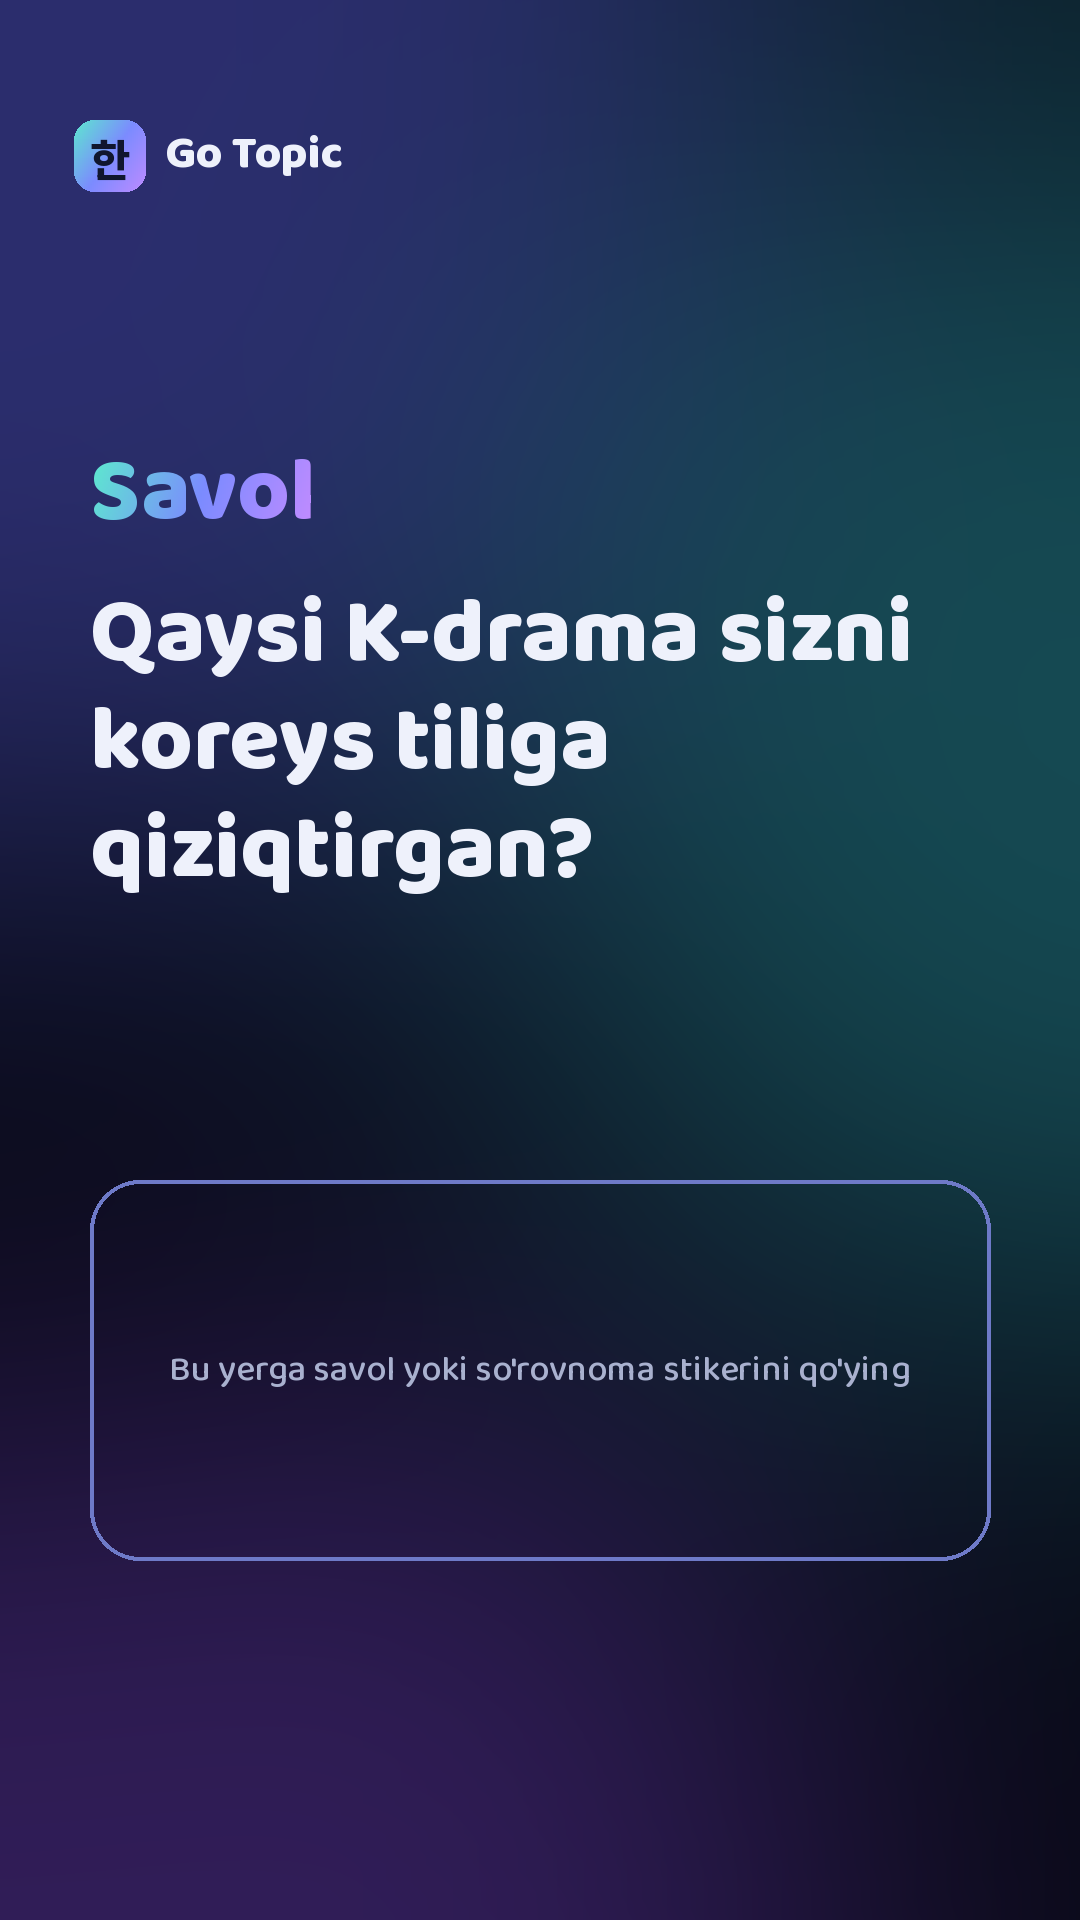 한 Go Topic
Savol
Qaysi K-drama sizni
koreys tiliga
qiziqtirgan?
Bu yerga savol yoki so'rovnoma stikerini qo'ying